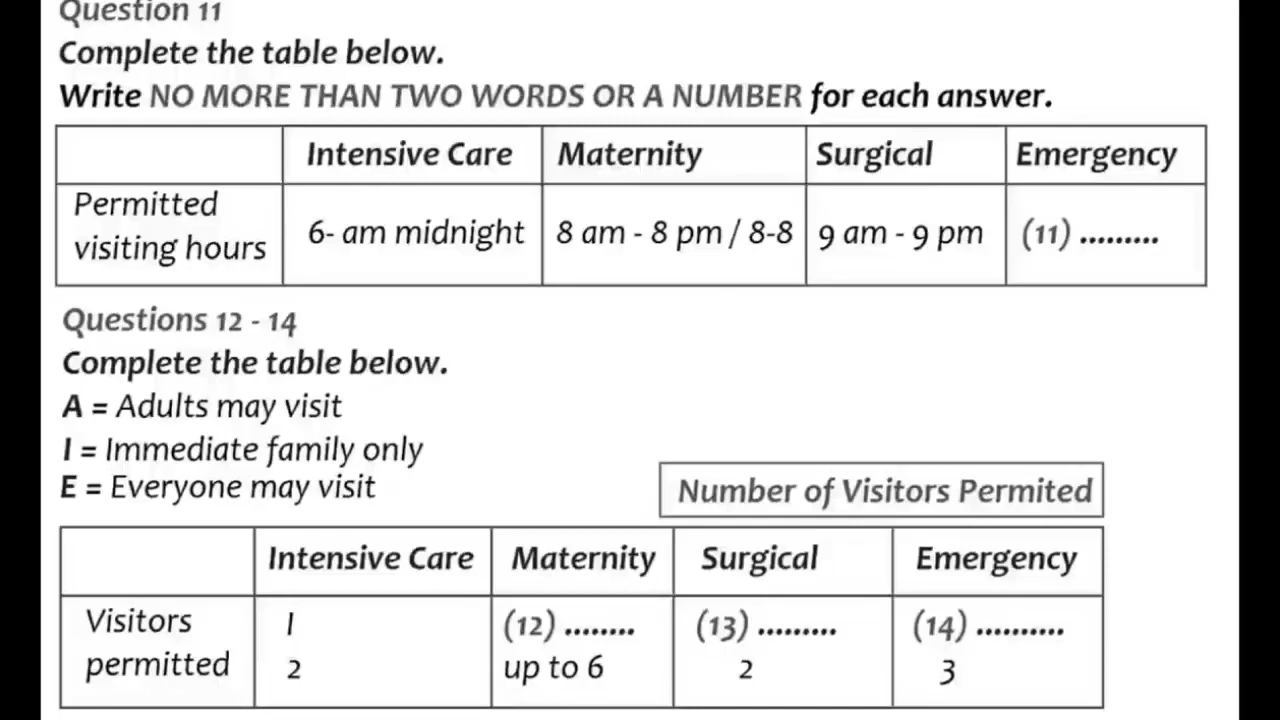 Question 11
Complete the table below.
Write NO MORE THAN TWO WORDS OR A NUMBER for each answer.
Intensive Care Maternity Surgical Emergency
Permitted visiting hours 6- am midnight 8 am - 8 pm / 8-8 9 am - 9 pm (11) .........
Questions 12 - 14
Complete the table below.
A = Adults may visit
I = Immediate family only
E = Everyone may visit
Number of Visitors Permited
Intensive Care Maternity Surgical Emergency
Visitors I (12) ........ (13) ......... (14) ..........
permitted 2 up to 6 2 3